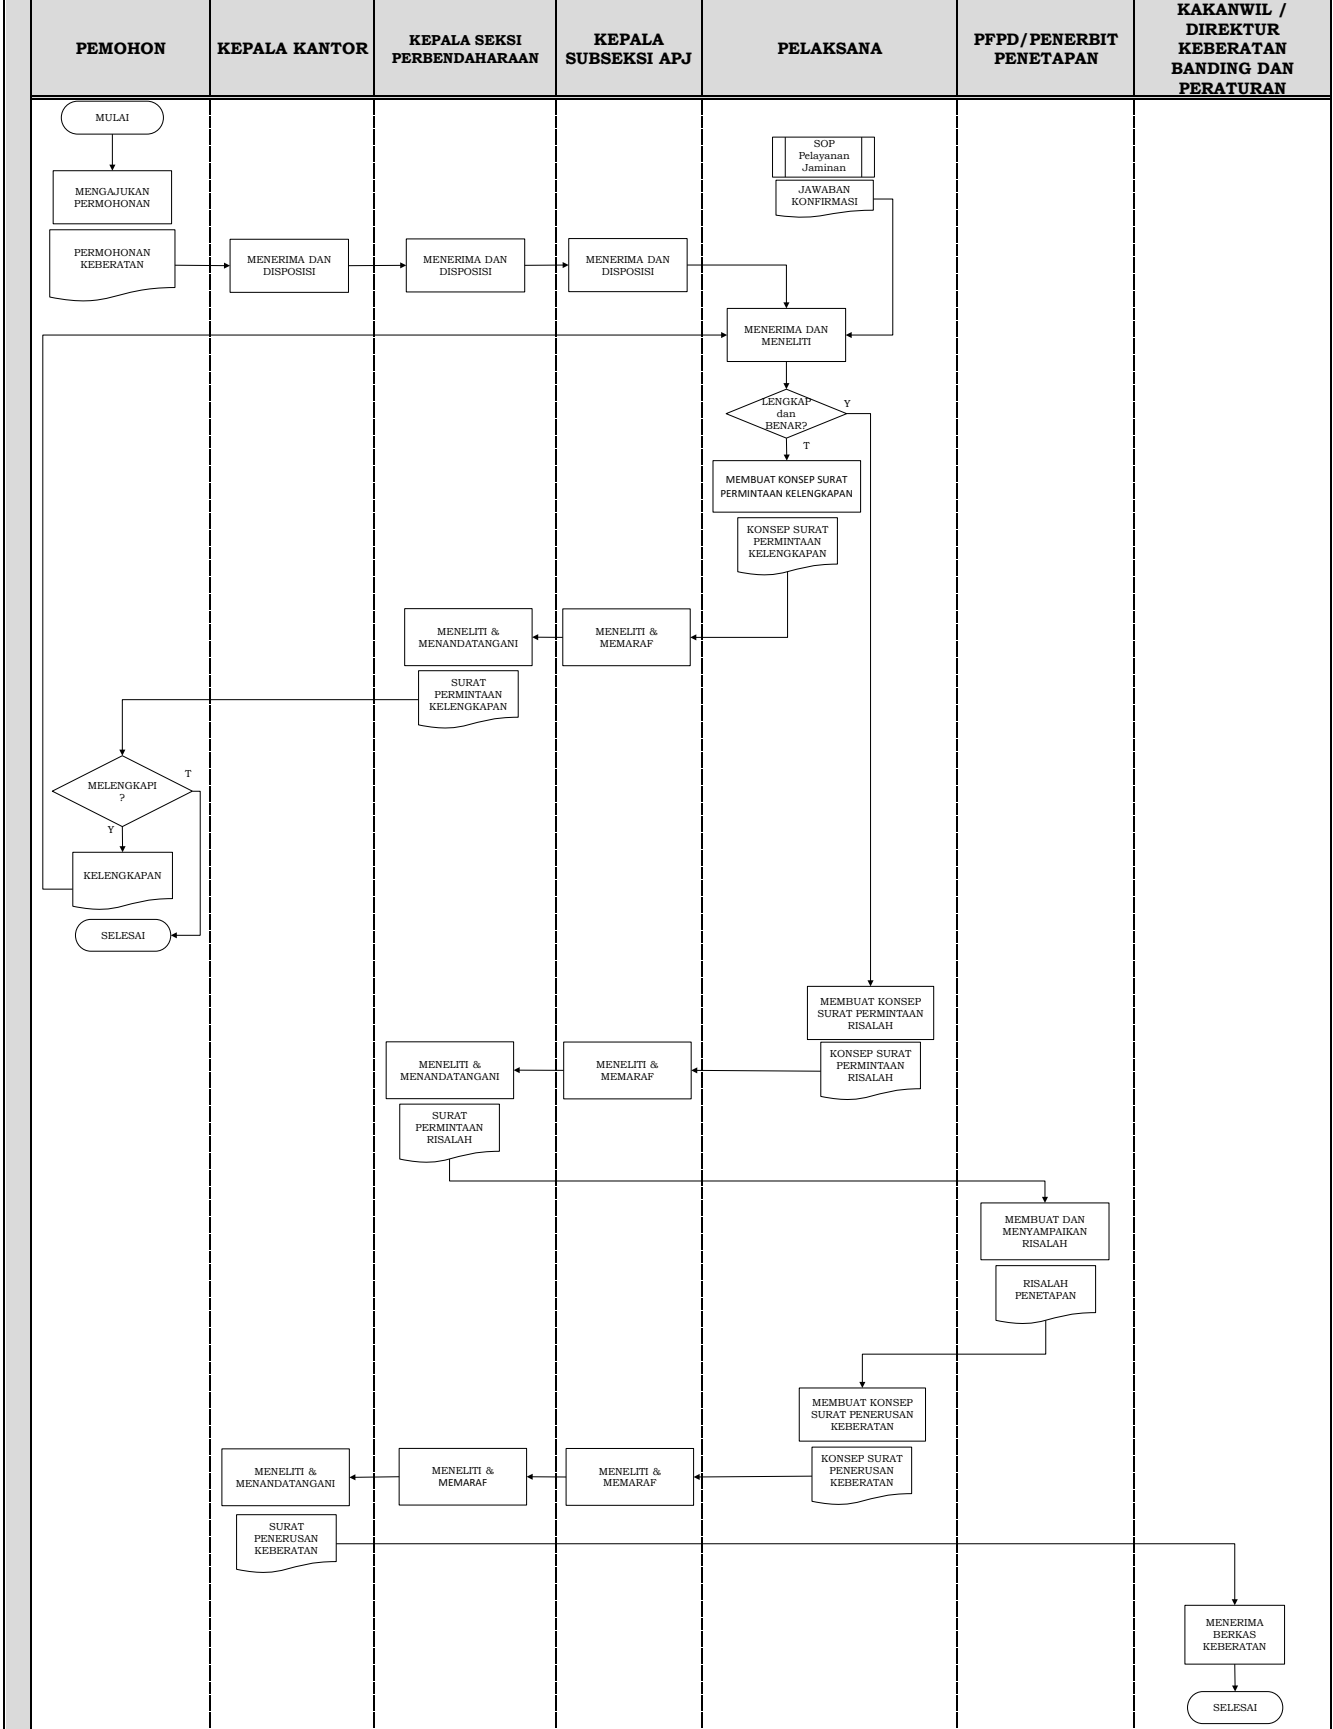 PEMOHON
KEPALA KANTOR
KEPALA SEKSI
PERBENDAHARAAN
KEPALA
SUBSEKSI APJ
PELAKSANA
PFPD/PENERBIT
PENETAPAN
KAKANWIL /
DIREKTUR
KEBERATAN
BANDING DAN
PERATURAN
MULAI
SOP
Pelayanan
Jaminan
MENGAJUKAN
PERMOHONAN
JAWABAN
KONFIRMASI
PERMOHONAN
KEBERATAN
MENERIMA DAN
DISPOSISI
MENERIMA DAN
DISPOSISI
MENERIMA DAN
DISPOSISI
MENERIMA DAN
MENELITI
LENGKAP
dan
BENAR?
Y
T
MEMBUAT KONSEP SURAT
PERMINTAAN KELENGKAPAN
KONSEP SURAT
PERMINTAAN
KELENGKAPAN
MENELITI &
MENANDATANGANI
MENELITI &
MEMARAF
SURAT
PERMINTAAN
KELENGKAPAN
MELENGKAPI
?
T
Y
KELENGKAPAN
SELESAI
MEMBUAT KONSEP
SURAT PERMINTAAN
RISALAH
MENELITI &
MENANDATANGANI
MENELITI &
MEMARAF
KONSEP SURAT
PERMINTAAN
RISALAH
SURAT
PERMINTAAN
RISALAH
MEMBUAT DAN
MENYAMPAIKAN
RISALAH
RISALAH
PENETAPAN
MEMBUAT KONSEP
SURAT PENERUSAN
KEBERATAN
MENELITI &
MENANDATANGANI
MENELITI &
MEMARAF
MENELITI &
MEMARAF
KONSEP SURAT
PENERUSAN
KEBERATAN
SURAT
PENERUSAN
KEBERATAN
MENERIMA
BERKAS
KEBERATAN
SELESAI